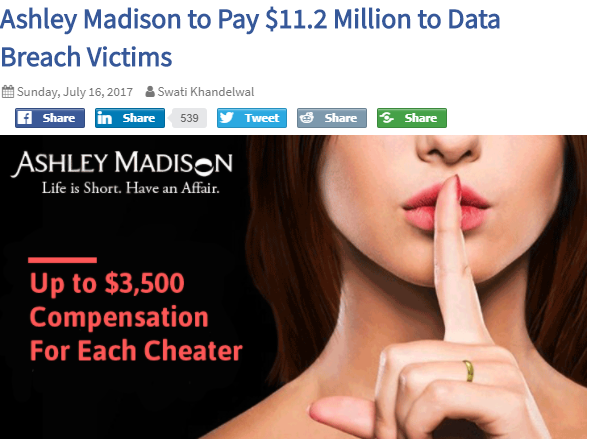 Ashley Madison to Pay $11.2 Million to Data
Breach Victims
Sunday, July 16, 2017 Swati Khandelwal
f Share in Share 539 Tweet Share Share
ASHLEY MADISON
Life is Short. Have an Affair.
Up to $3,500
Compensation
For Each Cheater